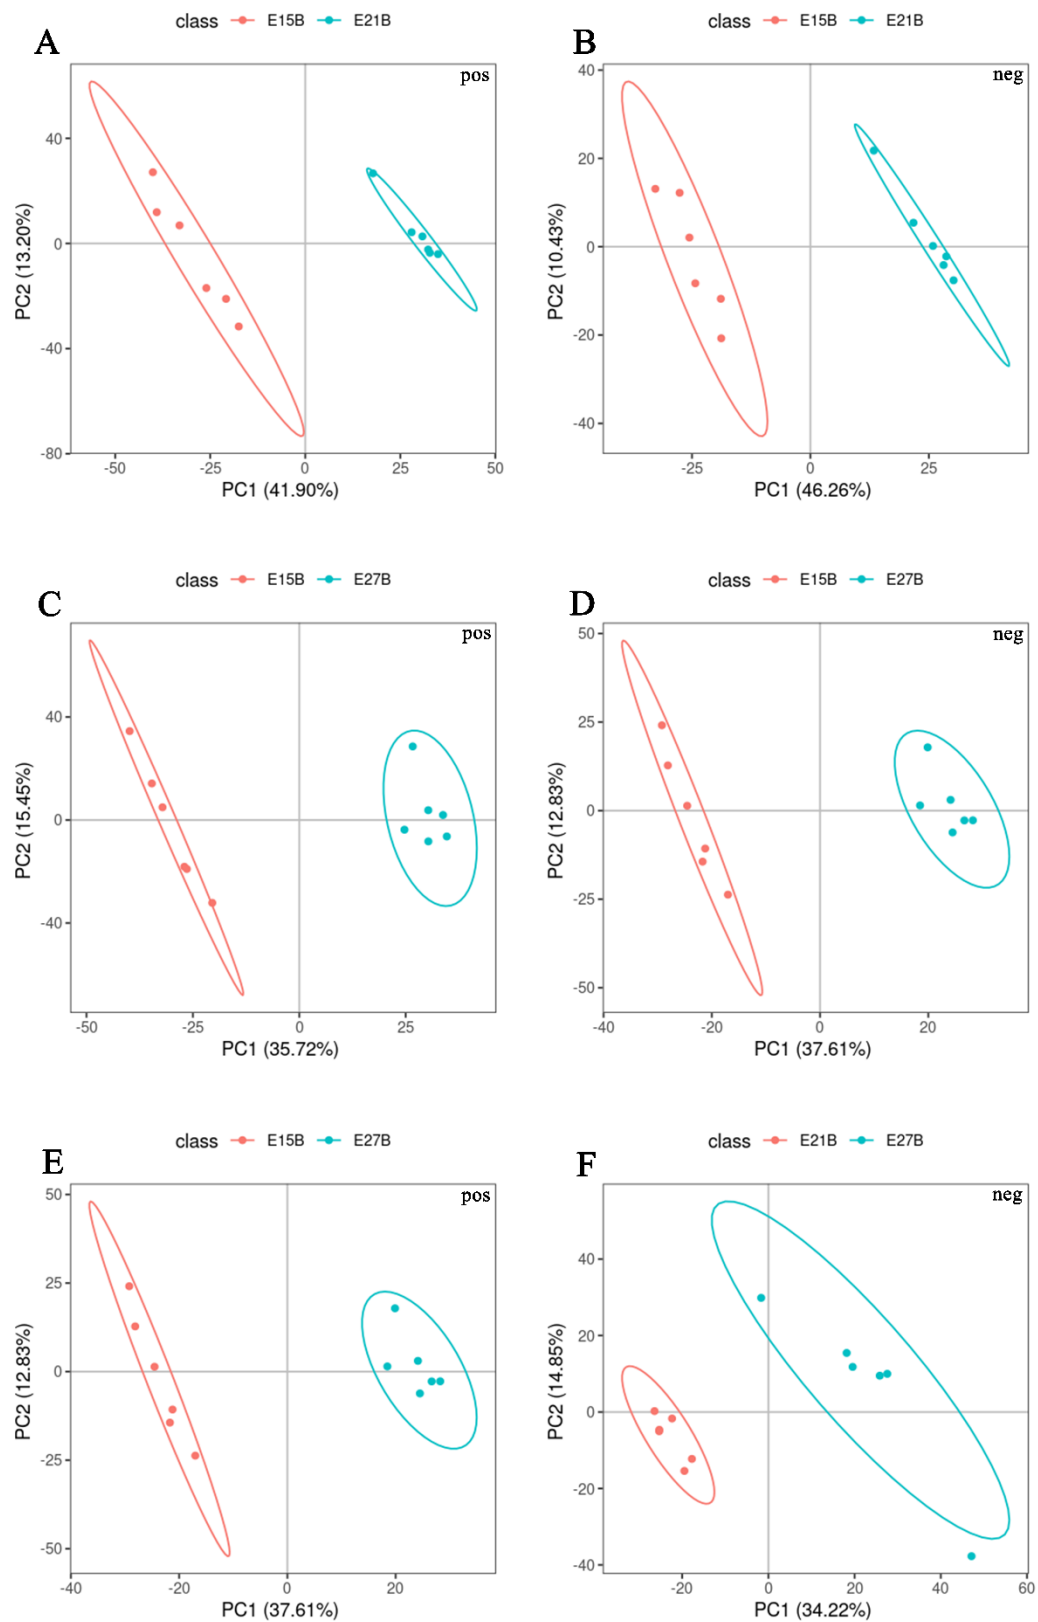 class E15B E21B
A
pos
40
0
-40
-80
PC2 (13.20%)
-50 -25 0 25 50
PC1 (41.90%)
class E15B E21B
B
neg
40
20
0
-20
-40
PC2 (10.43%)
-25 0 25
PC1 (46.26%)
class E15B E27B
C
pos
40
0
-40
PC2 (15.45%)
-50 -25 0 25
PC1 (35.72%)
class E15B E27B
D
neg
50
25
0
-25
-50
PC2 (12.83%)
-40 -20 0 20
PC1 (37.61%)
class E15B E27B
E
pos
50
25
0
-25
-50
PC2 (12.83%)
-40 -20 0 20
PC1 (37.61%)
class E21B E27B
F
neg
40
20
0
-20
-40
PC2 (14.85%)
-20 0 20 40 60
PC1 (34.22%)